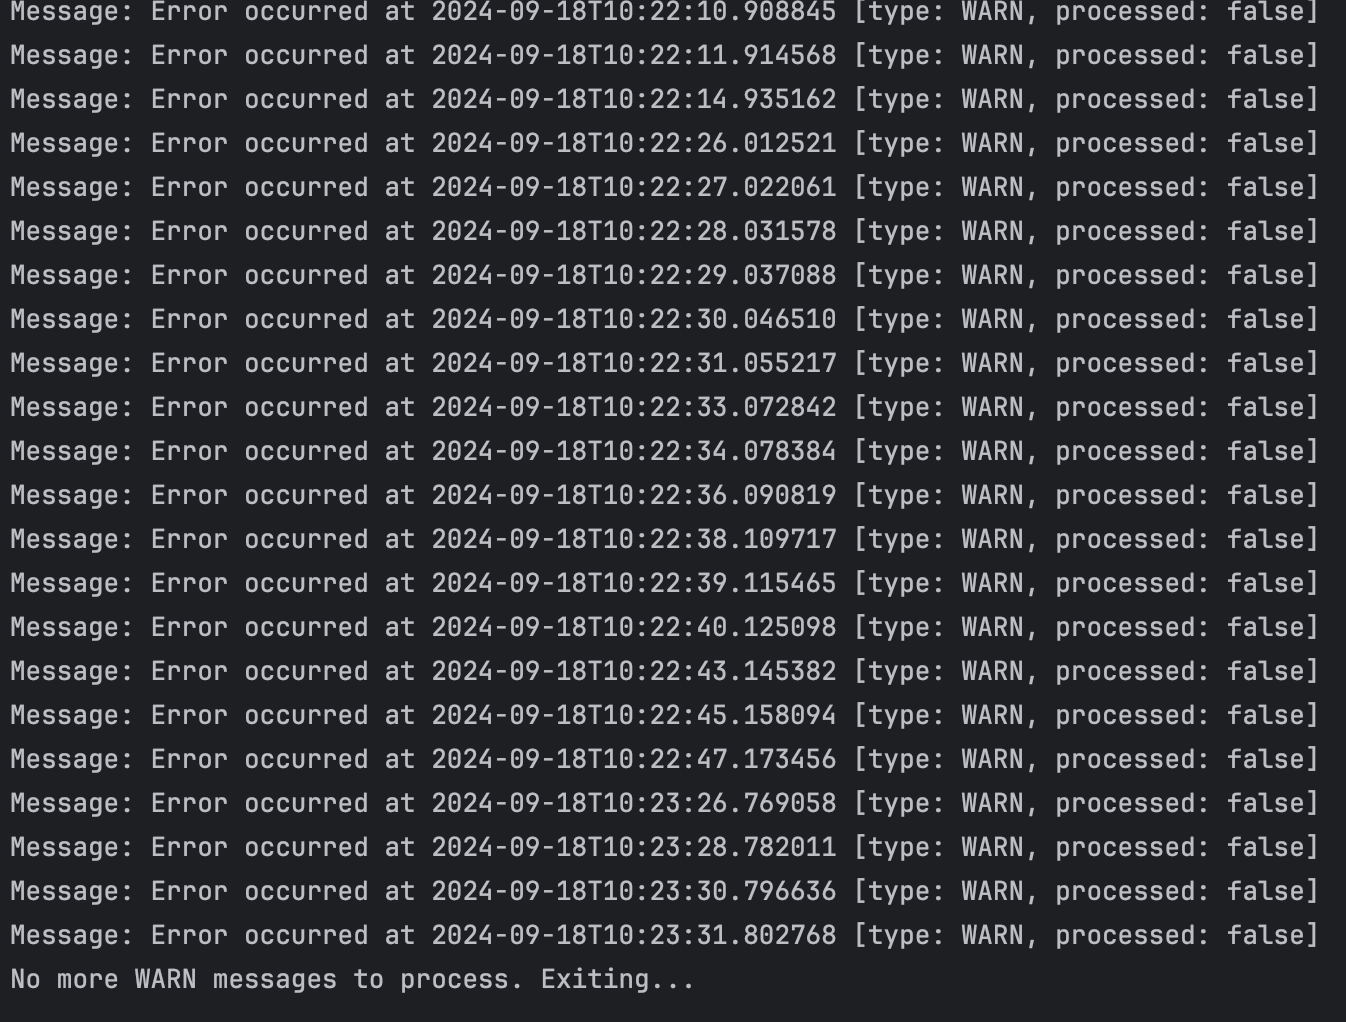 Message: Error occurred at 2024-09-18T10:22:10.908845 [type: WARN, processed: false]
Message: Error occurred at 2024-09-18T10:22:11.914568 [type: WARN, processed: false]
Message: Error occurred at 2024-09-18T10:22:14.935162 [type: WARN, processed: false]
Message: Error occurred at 2024-09-18T10:22:26.012521 [type: WARN, processed: false]
Message: Error occurred at 2024-09-18T10:22:27.022061 [type: WARN, processed: false]
Message: Error occurred at 2024-09-18T10:22:28.031578 [type: WARN, processed: false]
Message: Error occurred at 2024-09-18T10:22:29.037088 [type: WARN, processed: false]
Message: Error occurred at 2024-09-18T10:22:30.046510 [type: WARN, processed: false]
Message: Error occurred at 2024-09-18T10:22:31.055217 [type: WARN, processed: false]
Message: Error occurred at 2024-09-18T10:22:33.072842 [type: WARN, processed: false]
Message: Error occurred at 2024-09-18T10:22:34.078384 [type: WARN, processed: false]
Message: Error occurred at 2024-09-18T10:22:36.090819 [type: WARN, processed: false]
Message: Error occurred at 2024-09-18T10:22:38.109717 [type: WARN, processed: false]
Message: Error occurred at 2024-09-18T10:22:39.115465 [type: WARN, processed: false]
Message: Error occurred at 2024-09-18T10:22:40.125098 [type: WARN, processed: false]
Message: Error occurred at 2024-09-18T10:22:43.145382 [type: WARN, processed: false]
Message: Error occurred at 2024-09-18T10:22:45.158094 [type: WARN, processed: false]
Message: Error occurred at 2024-09-18T10:22:47.173456 [type: WARN, processed: false]
Message: Error occurred at 2024-09-18T10:23:26.769058 [type: WARN, processed: false]
Message: Error occurred at 2024-09-18T10:23:28.782011 [type: WARN, processed: false]
Message: Error occurred at 2024-09-18T10:23:30.796636 [type: WARN, processed: false]
Message: Error occurred at 2024-09-18T10:23:31.802768 [type: WARN, processed: false]
No more WARN messages to process. Exiting...